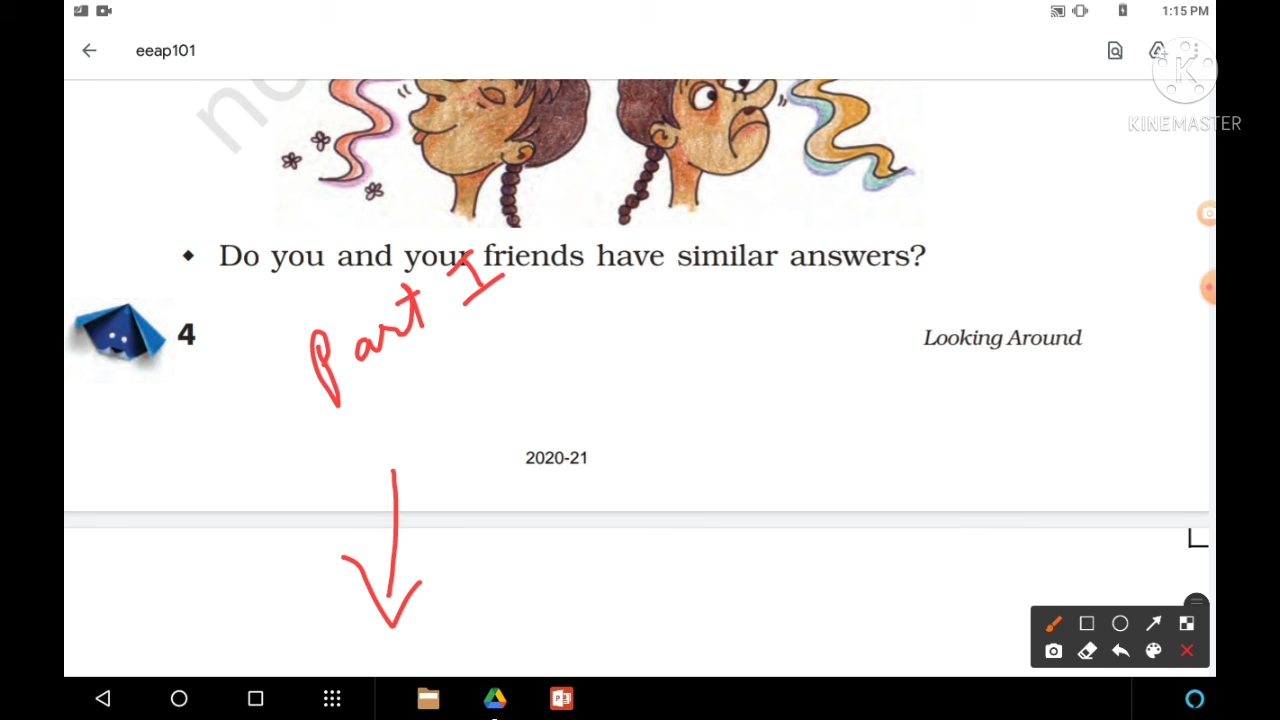 1:15 PM
eeap101
no
K
KINEMASTER
◆ Do you and your friends have similar answers?
Part I
4
Looking Around
2020-21